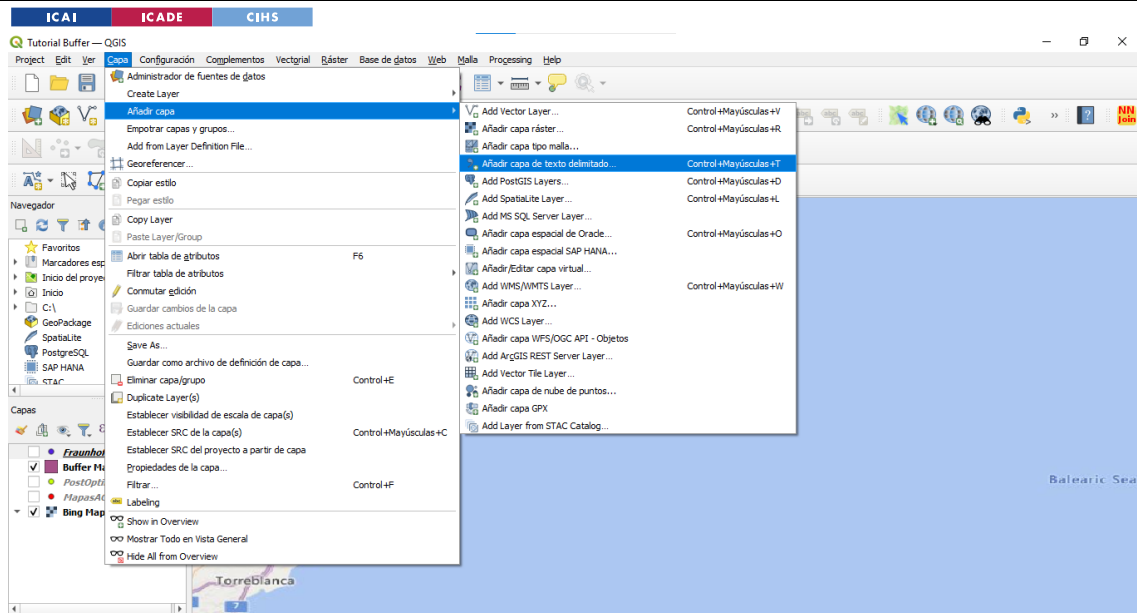 ICAI ICADE CIHS
Tutorial Buffer — QGIS
Project Edit Ver Capa Configuración Complementos Vectorial Ráster Base de datos Web Malla Processing Help
Administrador de fuentes de datos
Create Layer
Añadir capa
Empotrar capas y grupos...
Add from Layer Definition File...
Georeferencer...
Copiar estilo
Pegar estilo
Copy Layer
Paste Layer/Group
Abrir tabla de atributos F6
Filtrar tabla de atributos
Conmutar edición
Guardar cambios de la capa
Ediciones actuales
Save As...
Guardar como archivo de definición de capa...
Eliminar capa/grupo Control+E
Duplicate Layer(s)
Establecer visibilidad de escala de capa(s)
Establecer SRC de la capa(s) Control+Mayúsculas+C
Establecer SRC del proyecto a partir de capa
Propiedades de la capa...
Filtrar... Control+F
abc Labeling
Show in Overview
Mostrar Todo en Vista General
Hide All from Overview
Add Vector Layer... Control+Mayúsculas+V
Añadir capa ráster... Control+Mayúsculas+R
Añadir capa tipo malla...
Añadir capa de texto delimitado... Control+Mayúsculas+T
Add PostGIS Layers... Control+Mayúsculas+D
Add SpatiaLite Layer... Control+Mayúsculas+L
Add MS SQL Server Layer...
Añadir capa espacial de Oracle... Control+Mayúsculas+O
Añadir capa espacial SAP HANA...
Añadir/Editar capa virtual...
Add WMS/WMTS Layer... Control+Mayúsculas+W
Añadir capa XYZ...
Add WCS Layer...
Añadir capa WFS/OGC API - Objetos
Add ArcGIS REST Server Layer...
Add Vector Tile Layer...
Añadir capa de nube de puntos...
Añadir capa GPX
Add Layer from STAC Catalog...
»
?
NN
Join
Navegador
Favoritos
Marcadores esp
Inicio del proye
Inicio
C:\
GeoPackage
SpatiaLite
PostgreSQL
SAP HANA
STAC
Capas
Fraunhof
Buffer Ma
PostOpti
MapasA
Bing Map
Balearic Sea
Torreblanca
7